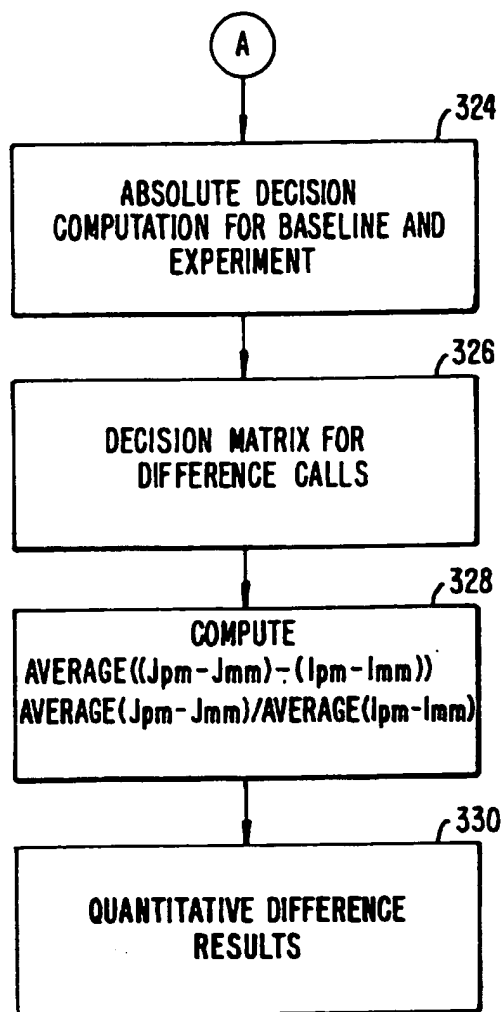 A
324
ABSOLUTE DECISION
COMPUTATION FOR BASELINE AND
EXPERIMENT
326
DECISION MATRIX FOR
DIFFERENCE CALLS
328
COMPUTE
AVERAGE((Jpm-Jmm)-(Ipm-Imm))
AVERAGE(Jpm-Jmm)/AVERAGE(Ipm-Imm)
330
QUANTITATIVE DIFFERENCE
RESULTS